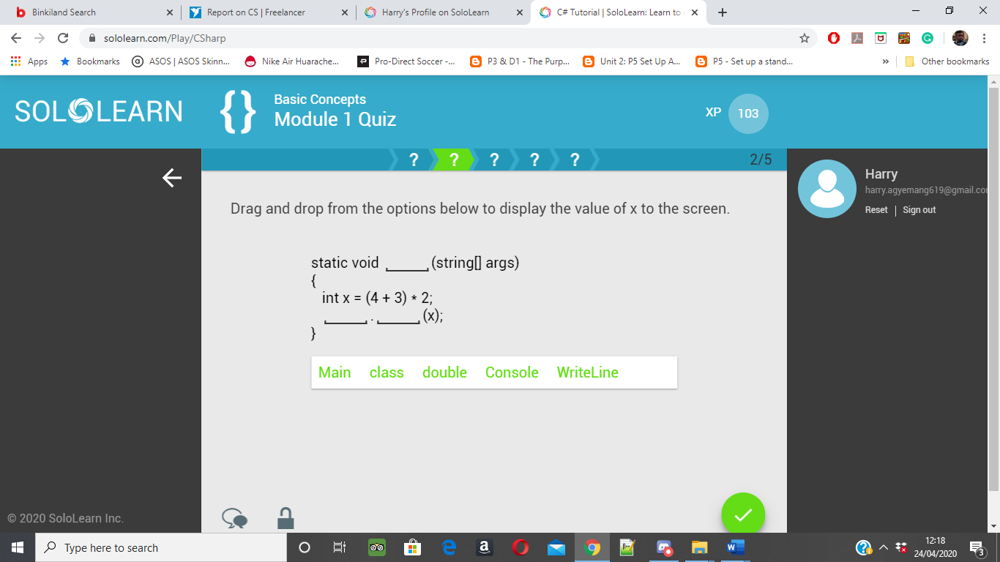 Binkiland Search
Report on CS | Freelancer
Harry's Profile on SoloLearn
C# Tutorial | SoloLearn: Learn to
sololearn.com/Play/CSharp
Apps
Bookmarks
ASOS | ASOS Skinn...
Nike Air Huarache...
Pro-Direct Soccer -...
P3 & D1 - The Purp...
Unit 2: P5 Set Up A...
P5 - Set up a stand...
»
Other bookmarks
SOLOLEARN
{}
Basic Concepts
Module 1 Quiz
XP 103
? ? ? ? ?
2/5
Harry
harry.agyemang619@gmail.co
Reset | Sign out
Drag and drop from the options below to display the value of x to the screen.
static void ______ (string[] args)
{
int x = (4 + 3) * 2;
______ . ______ (x);
}
Main class double Console WriteLine
© 2020 SoloLearn Inc.
Type here to search
12:18
24/04/2020
3